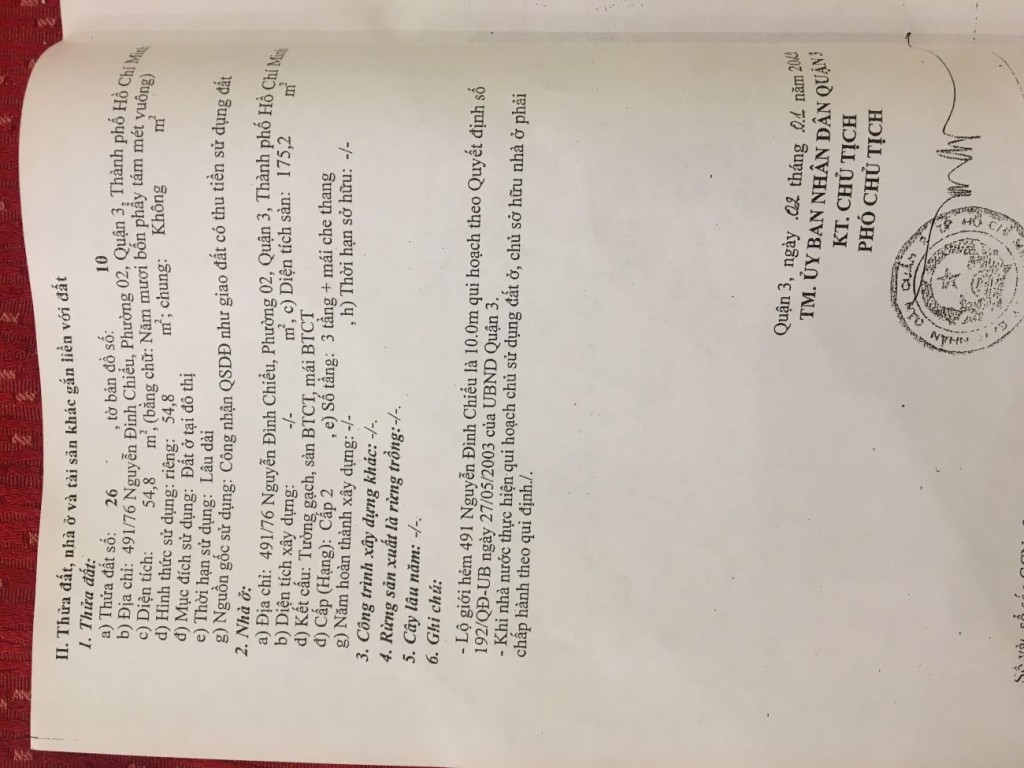 II. Thửa đất, nhà ở và tài sản khác gắn liền với đất
1. Thửa đất:
a) Thửa đất số: 26 , tờ bản đồ số: 10
b) Địa chỉ: 491/76 Nguyễn Đình Chiểu, Phường 02, Quận 3, Thành phố Hồ Chí Minh
c) Diện tích: 54,8 m², (bằng chữ: Năm mươi bốn phẩy tám mét vuông)
d) Hình thức sử dụng: riêng: 54,8 m²; chung: Không m²
đ) Mục đích sử dụng: Đất ở tại đô thị
e) Thời hạn sử dụng: Lâu dài
g) Nguồn gốc sử dụng: Công nhận QSDĐ như giao đất có thu tiền sử dụng đất
2. Nhà ở:
a) Địa chỉ: 491/76 Nguyễn Đình Chiểu, Phường 02, Quận 3, Thành phố Hồ Chí Minh
b) Diện tích xây dựng: -/- m², c) Diện tích sàn: 175,2 m²
d) Kết cấu: Tường gạch, sàn BTCT, mái BTCT
đ) Cấp (Hạng): Cấp 2 , e) Số tầng: 3 tầng + mái che thang
g) Năm hoàn thành xây dựng: -/- , h) Thời hạn sở hữu: -/-
3. Công trình xây dựng khác: -/-.
4. Rừng sản xuất là rừng trồng: -/-.
5. Cây lâu năm: -/-.
6. Ghi chú:
- Lộ giới hẻm 491 Nguyễn Đình Chiểu là 10.0m qui hoạch theo Quyết định số
192/QĐ-UB ngày 27/05/2003 của UBND Quận 3.
- Khi nhà nước thực hiện qui hoạch chủ sử dụng đất ở, chủ sở hữu nhà ở phải
chấp hành theo qui định./.
Quận 3, ngày 02 tháng 01 năm
TM. ỦY BAN NHÂN DÂN QUẬN 3
KT. CHỦ TỊCH
PHÓ CHỦ TỊCH